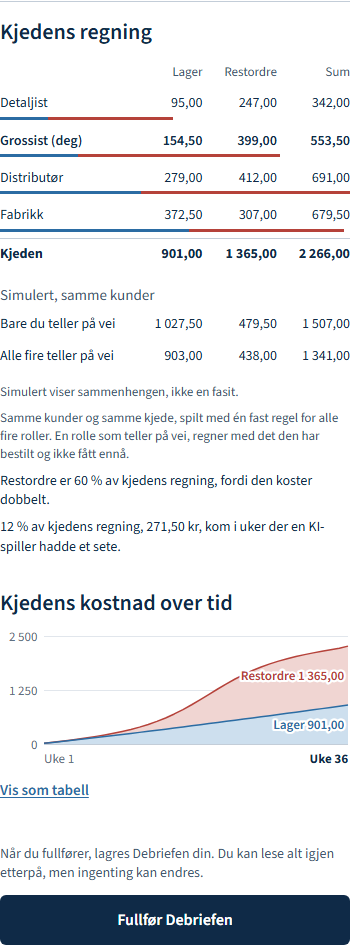 Kjedens regning
Lager Restordre Sum
Detaljist 95,00 247,00 342,00
Grossist (deg) 154,50 399,00 553,50
Distributør 279,00 412,00 691,00
Fabrikk 372,50 307,00 679,50
Kjeden 901,00 1 365,00 2 266,00
Simulert, samme kunder
Bare du teller på vei 1 027,50 479,50 1 507,00
Alle fire teller på vei 903,00 438,00 1 341,00
Simulert viser sammenhengen, ikke en fasit.
Samme kunder og samme kjede, spilt med én fast regel for alle
fire roller. En rolle som teller på vei, regner med det den har
bestilt og ikke fått ennå.
Restordre er 60 % av kjedens regning, fordi den koster
dobbelt.
12 % av kjedens regning, 271,50 kr, kom i uker der en KI-
spiller hadde et sete.
Kjedens kostnad over tid
2 500
1 250
0
Restordre 1 365,00
Lager 901,00
Uke 1 Uke 36
Vis som tabell
Når du fullfører, lagres Debriefen din. Du kan lese alt igjen
etterpå, men ingenting kan endres.
Fullfør Debriefen